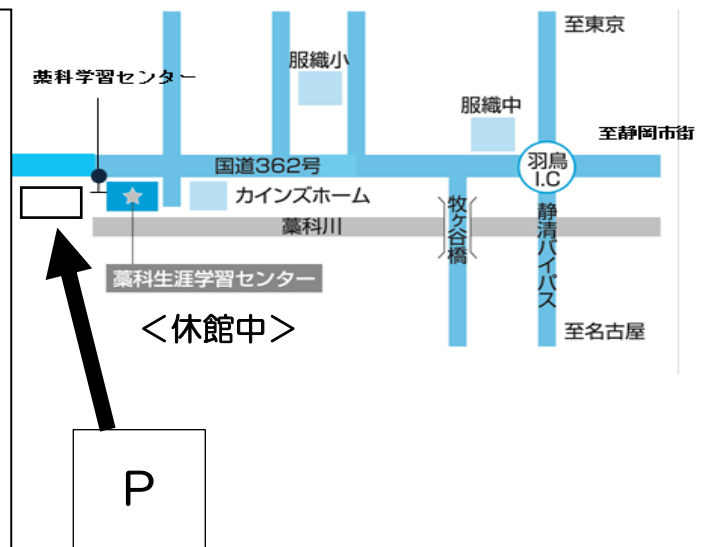 至東京
服織小
藁科学習センター
服織中
至静岡市街
国道362号
羽鳥
I.C
カインズホーム
牧ヶ谷橋
静清バイパス
藁科川
藁科生涯学習センター
＜休館中＞
至名古屋
P